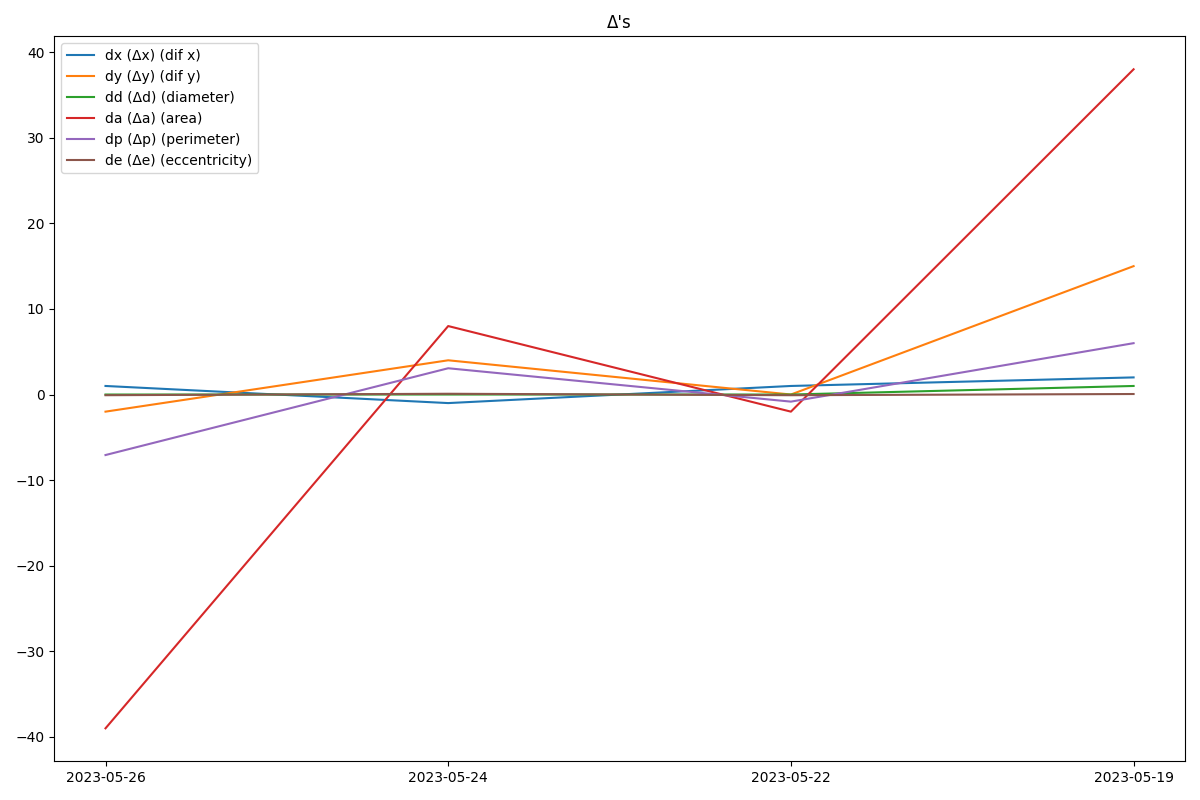 Δ's
dx (Δx) (dif x)
dy (Δy) (dif y)
dd (Δd) (diameter)
da (Δa) (area)
dp (Δp) (perimeter)
de (Δe) (eccentricity)
40
30
20
10
0
−10
−20
−30
−40
2023-05-26 2023-05-24 2023-05-22 2023-05-19